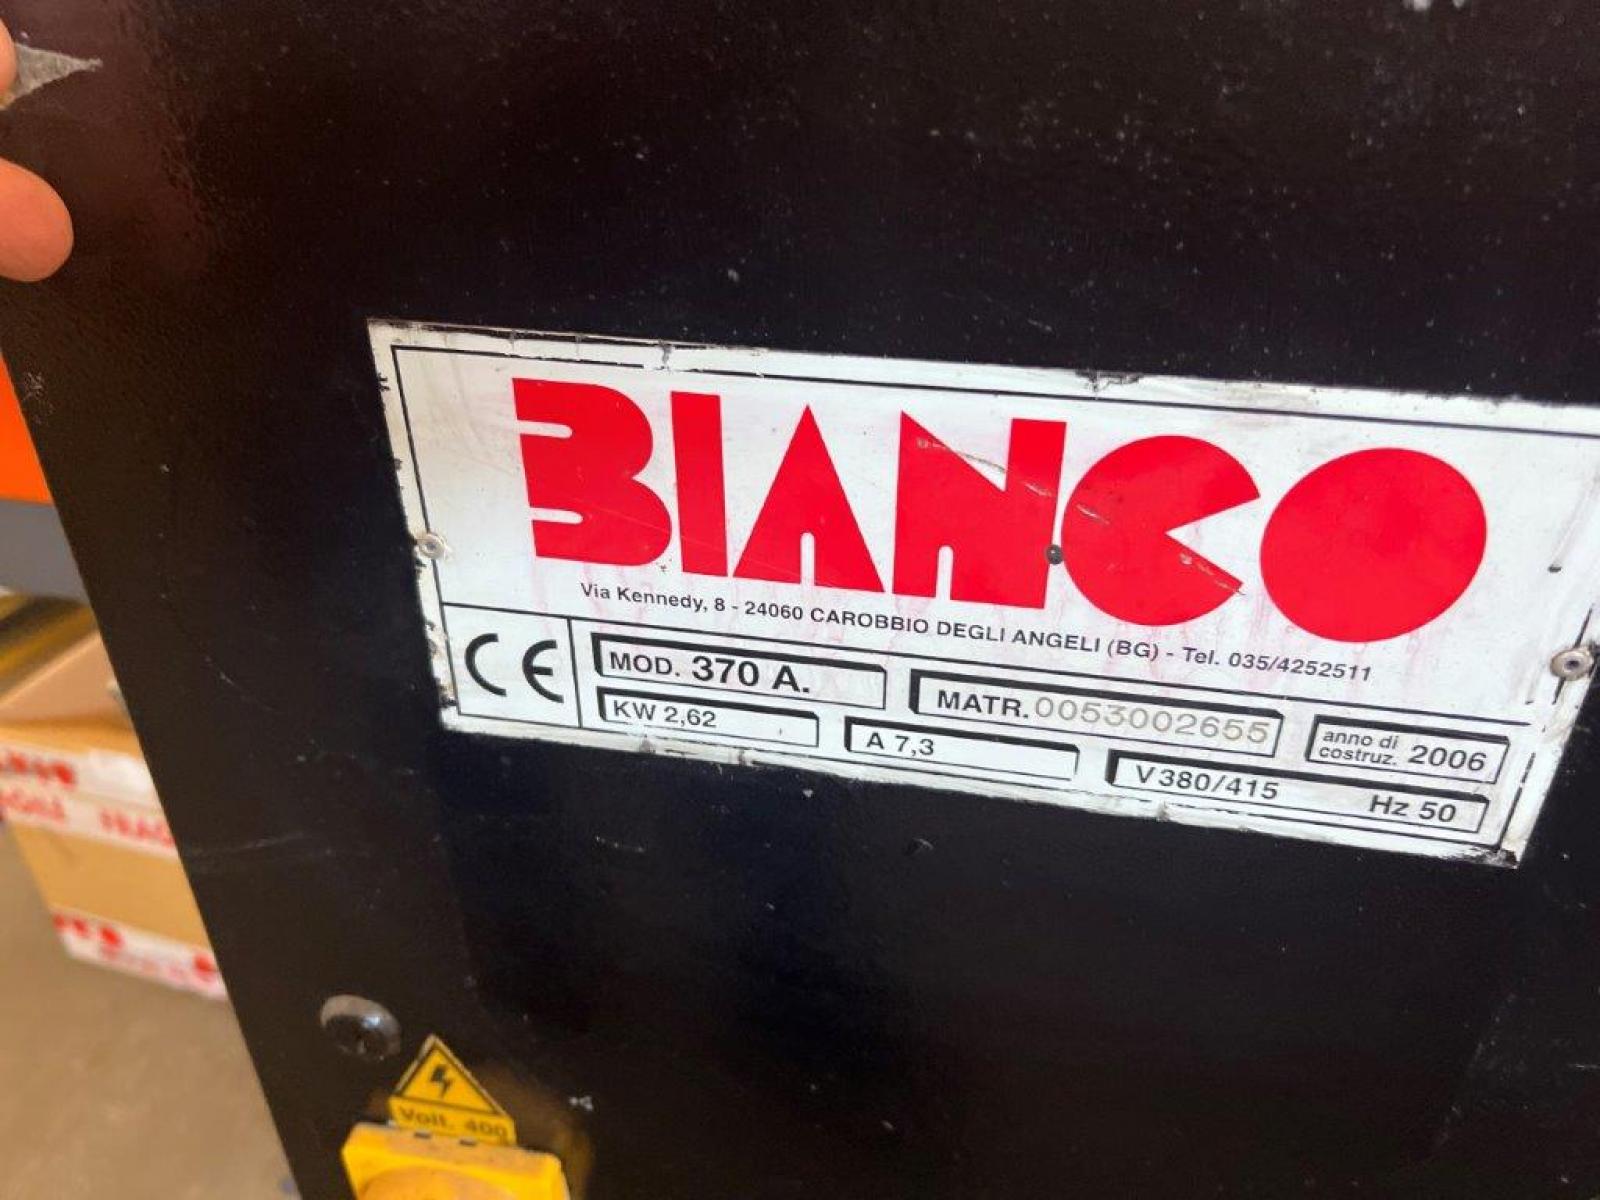 BIANCO
Via Kennedy, 8 - 24060 CAROBBIO DEGLI ANGELI (BG) - Tel. 035/4252511
CE
MOD. 370 A.
MATR. 0053002655
anno di costruz. 2006
KW 2,62
A 7,3
V 380/415 Hz 50
Volt. 400